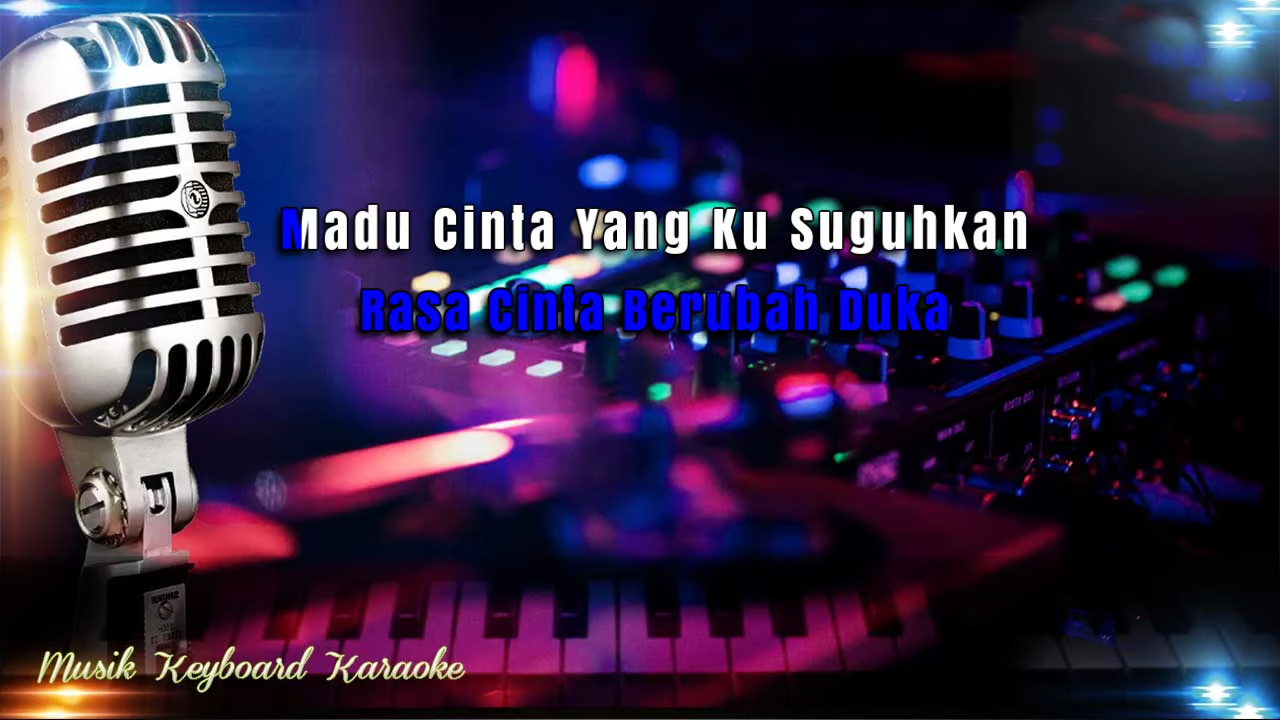 Madu Cinta Yang Ku Suguhkan
Rasa Cinta Berubah Duka
Musik Keyboard Karaoke